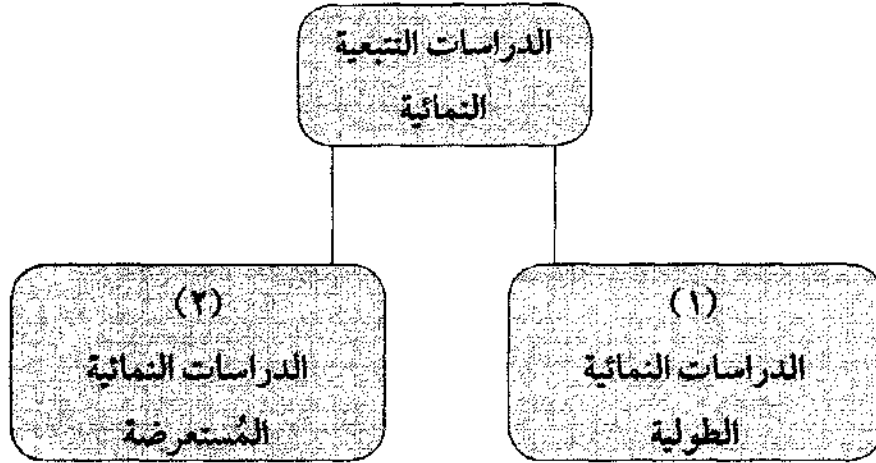 الدراسات التتبعية
النمائية
(١)
الدراسات النمائية
الطولية
(٢)
الدراسات النمائية
المُستعرضة